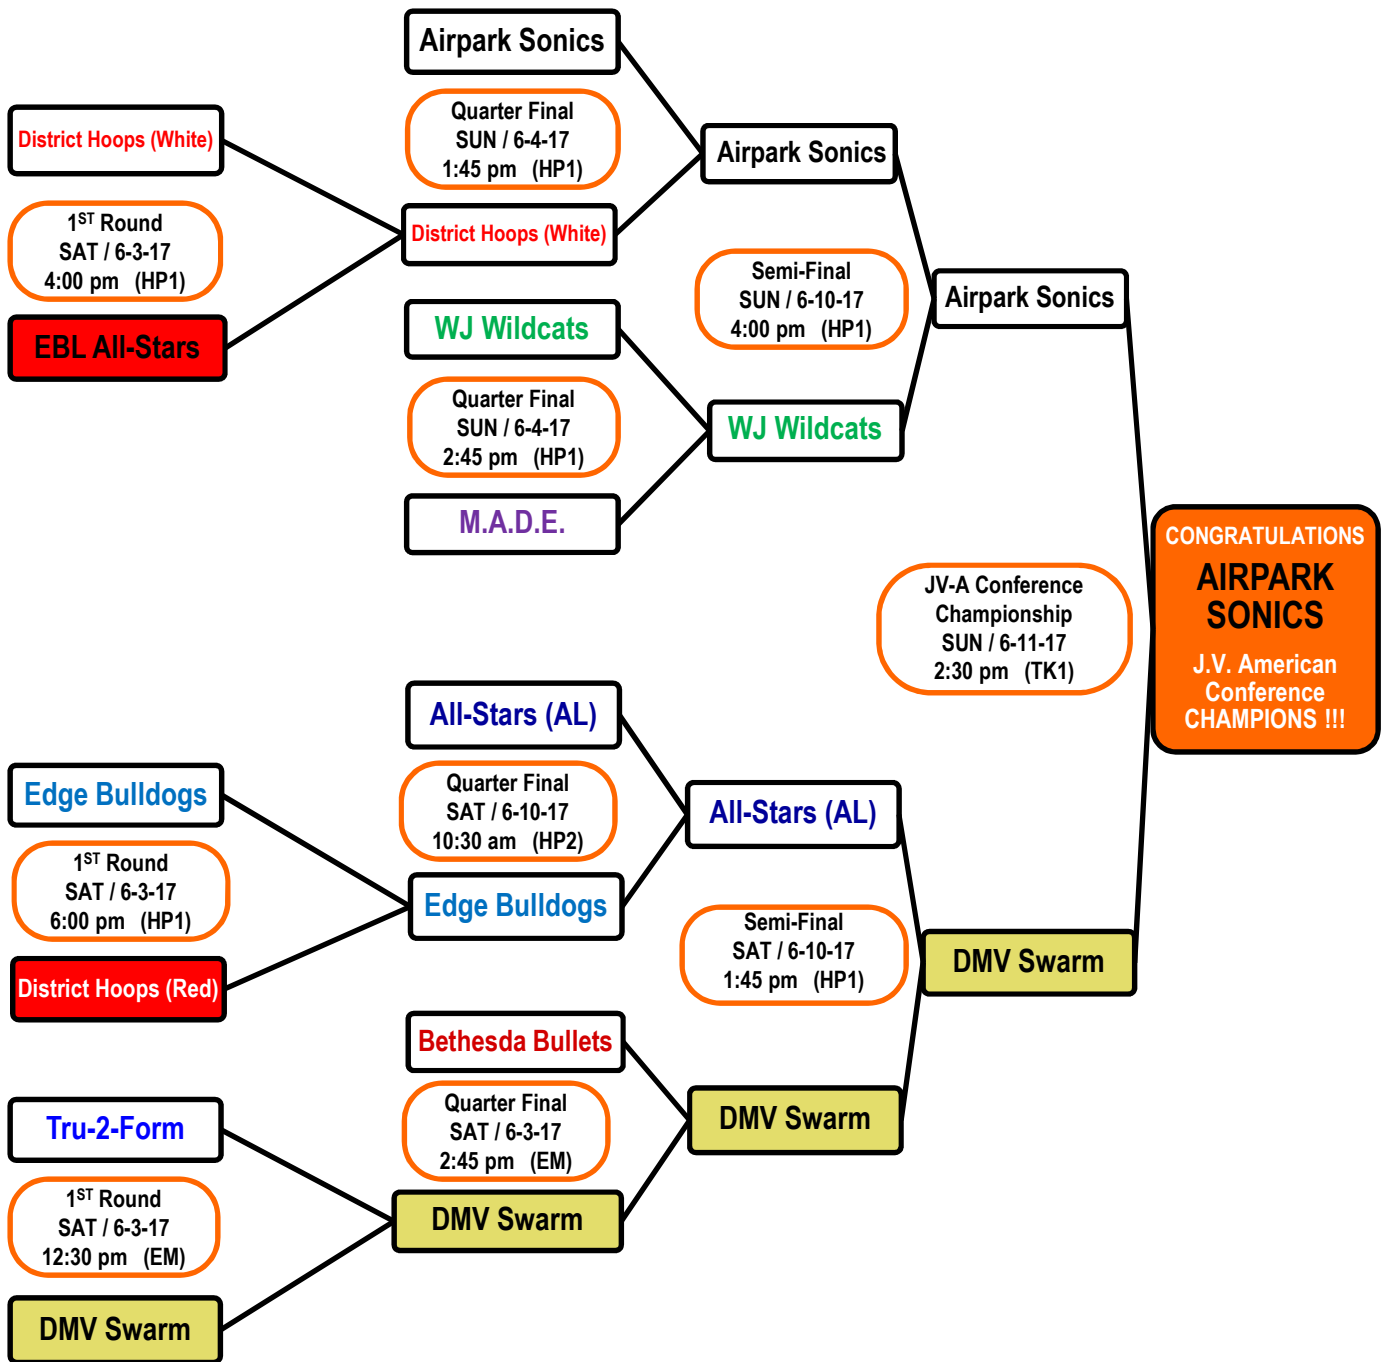 Airpark Sonics
District Hoops (White)
Quarter Final
SUN / 6-4-17
1:45 pm (HP1)
Airpark Sonics
1ST Round
SAT / 6-3-17
4:00 pm (HP1)
District Hoops (White)
EBL All-Stars
WJ Wildcats
Semi-Final
SUN / 6-10-17
4:00 pm (HP1)
Airpark Sonics
Quarter Final
SUN / 6-4-17
2:45 pm (HP1)
WJ Wildcats
M.A.D.E.
CONGRATULATIONS
AIRPARK
SONICS
J.V. American
Conference
CHAMPIONS !!!
JV-A Conference
Championship
SUN / 6-11-17
2:30 pm (TK1)
All-Stars (AL)
Edge Bulldogs
Quarter Final
SAT / 6-10-17
10:30 am (HP2)
All-Stars (AL)
1ST Round
SAT / 6-3-17
6:00 pm (HP1)
Edge Bulldogs
District Hoops (Red)
Semi-Final
SAT / 6-10-17
1:45 pm (HP1)
DMV Swarm
Bethesda Bullets
Tru-2-Form
Quarter Final
SAT / 6-3-17
2:45 pm (EM)
DMV Swarm
1ST Round
SAT / 6-3-17
12:30 pm (EM)
DMV Swarm
DMV Swarm